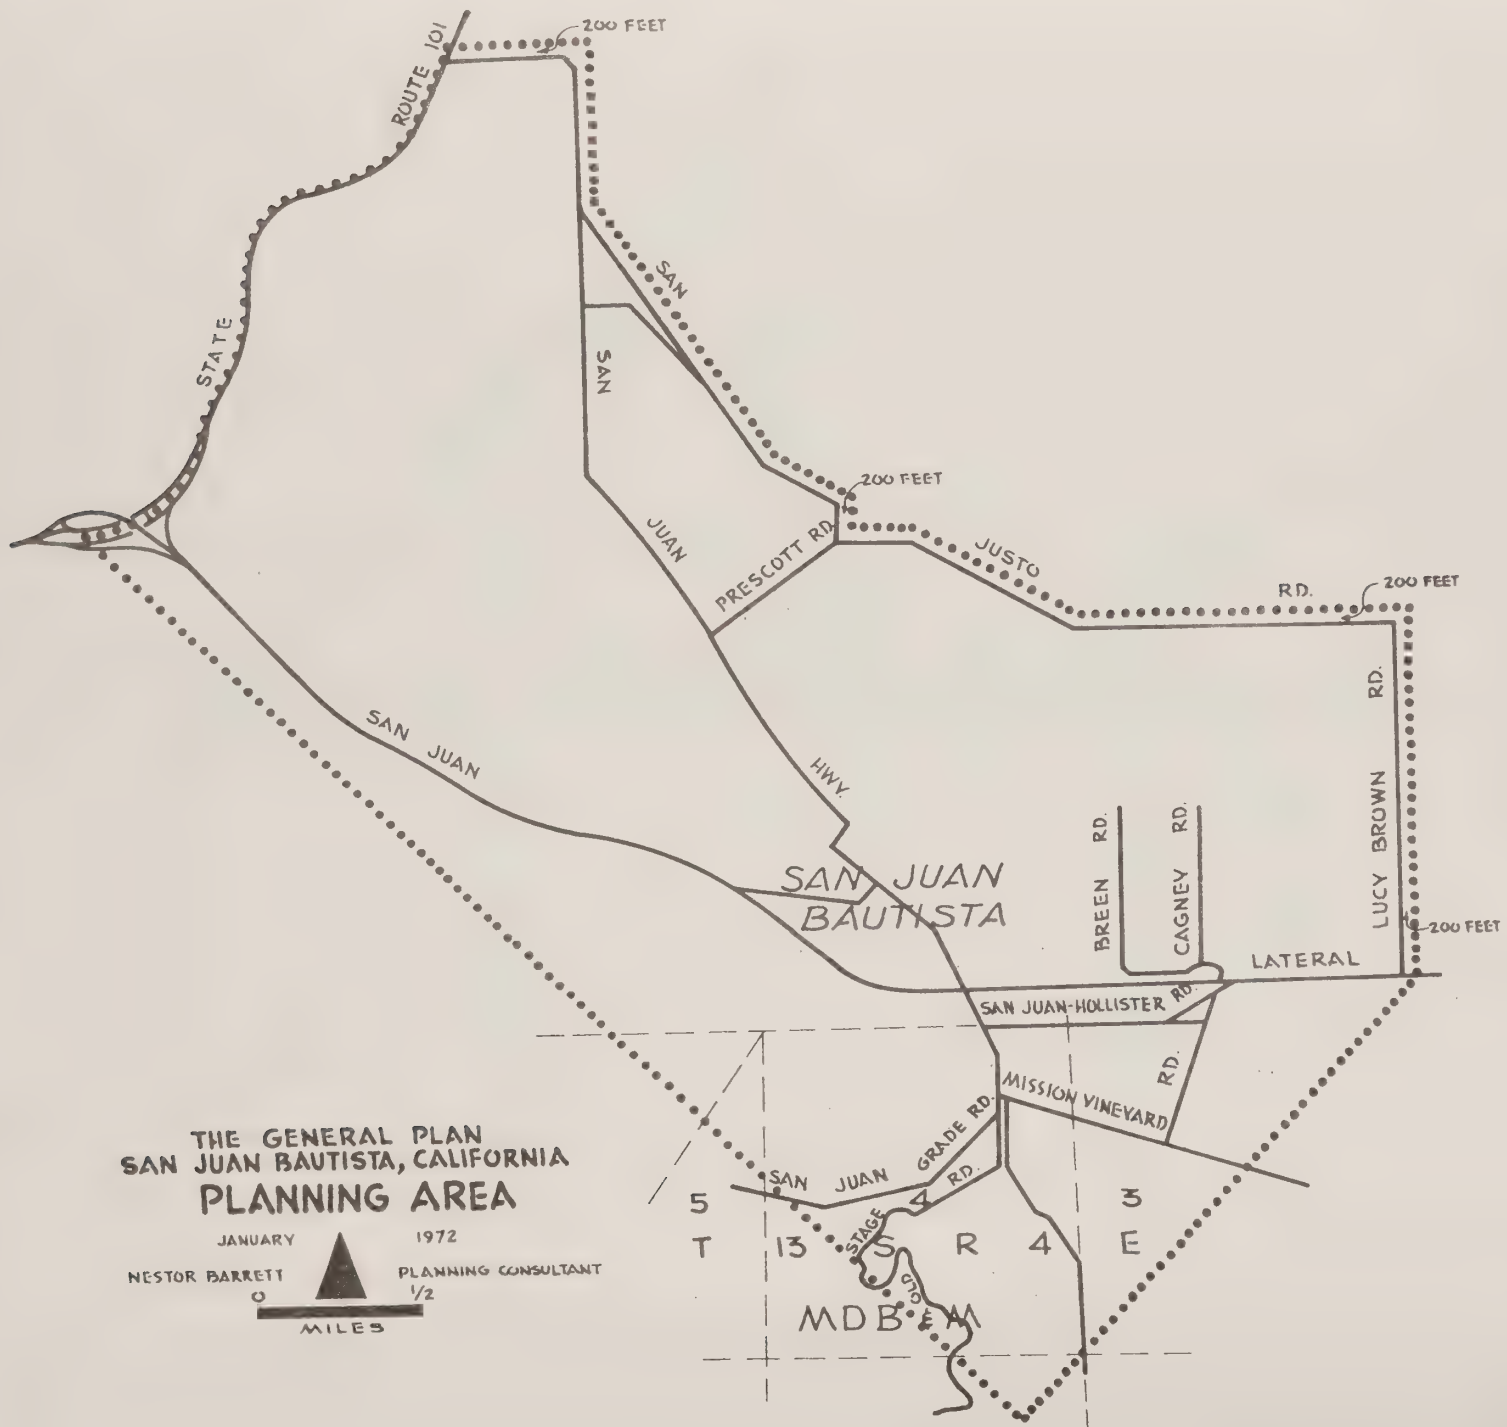 200 FEET
STATE ROUTE 101
SAN
SAN
200 FEET
JUAN
PRESCOTT RD.
JUSTO
RD.
200 FEET
SAN JUAN
HWY.
SAN JUAN
BAUTISTA
BREEN RD.
CAGNEY RD.
LUCY BROWN RD.
200 FEET
LATERAL
SAN JUAN-HOLLISTER RD.
RD.
MISSION VINEYARD
SAN JUAN GRADE RD.
OLD STAGE RD.
5 4 3
T 13 S R 4 E
MDB & M
THE GENERAL PLAN
SAN JUAN BAUTISTA, CALIFORNIA
PLANNING AREA
JANUARY 1972
NESTOR BARRETT PLANNING CONSULTANT
0 1/2
MILES